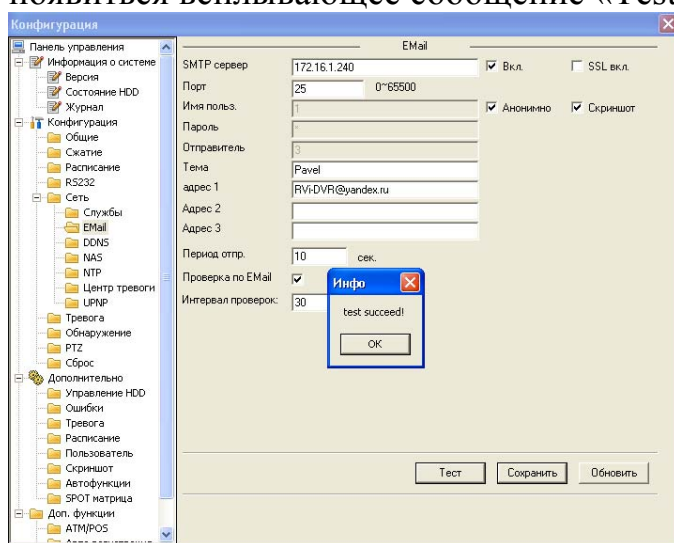 появиться всплывающее сообщение «Test
Конфигурация
Панель управления
Информация о системе
Версия
Состояние HDD
Журнал
Конфигурация
Общие
Сжатие
Расписание
RS232
Сеть
Службы
EMail
DDNS
NAS
NTP
Центр тревоги
UPNP
Тревога
Обнаружение
PTZ
Сброс
Дополнительно
Управление HDD
Ошибки
Тревога
Расписание
Пользователь
Скриншот
Автофункции
SPOT матрица
Доп. функции
ATM/POS
EMail
SMTP сервер 172.16.1.240 Вкл. SSL вкл.
Порт 25 0~65500
Имя польз. 1 Анонимно Скриншот
Пароль *
Отправитель 3
Тема Pavel
адрес 1 RVi-DVR@yandex.ru
Адрес 2
Адрес 3
Период отпр. 10 сек.
Проверка по EMail
Интервал проверок: 30
Инфо
test succeed!
OK
Тест Сохранить Обновить